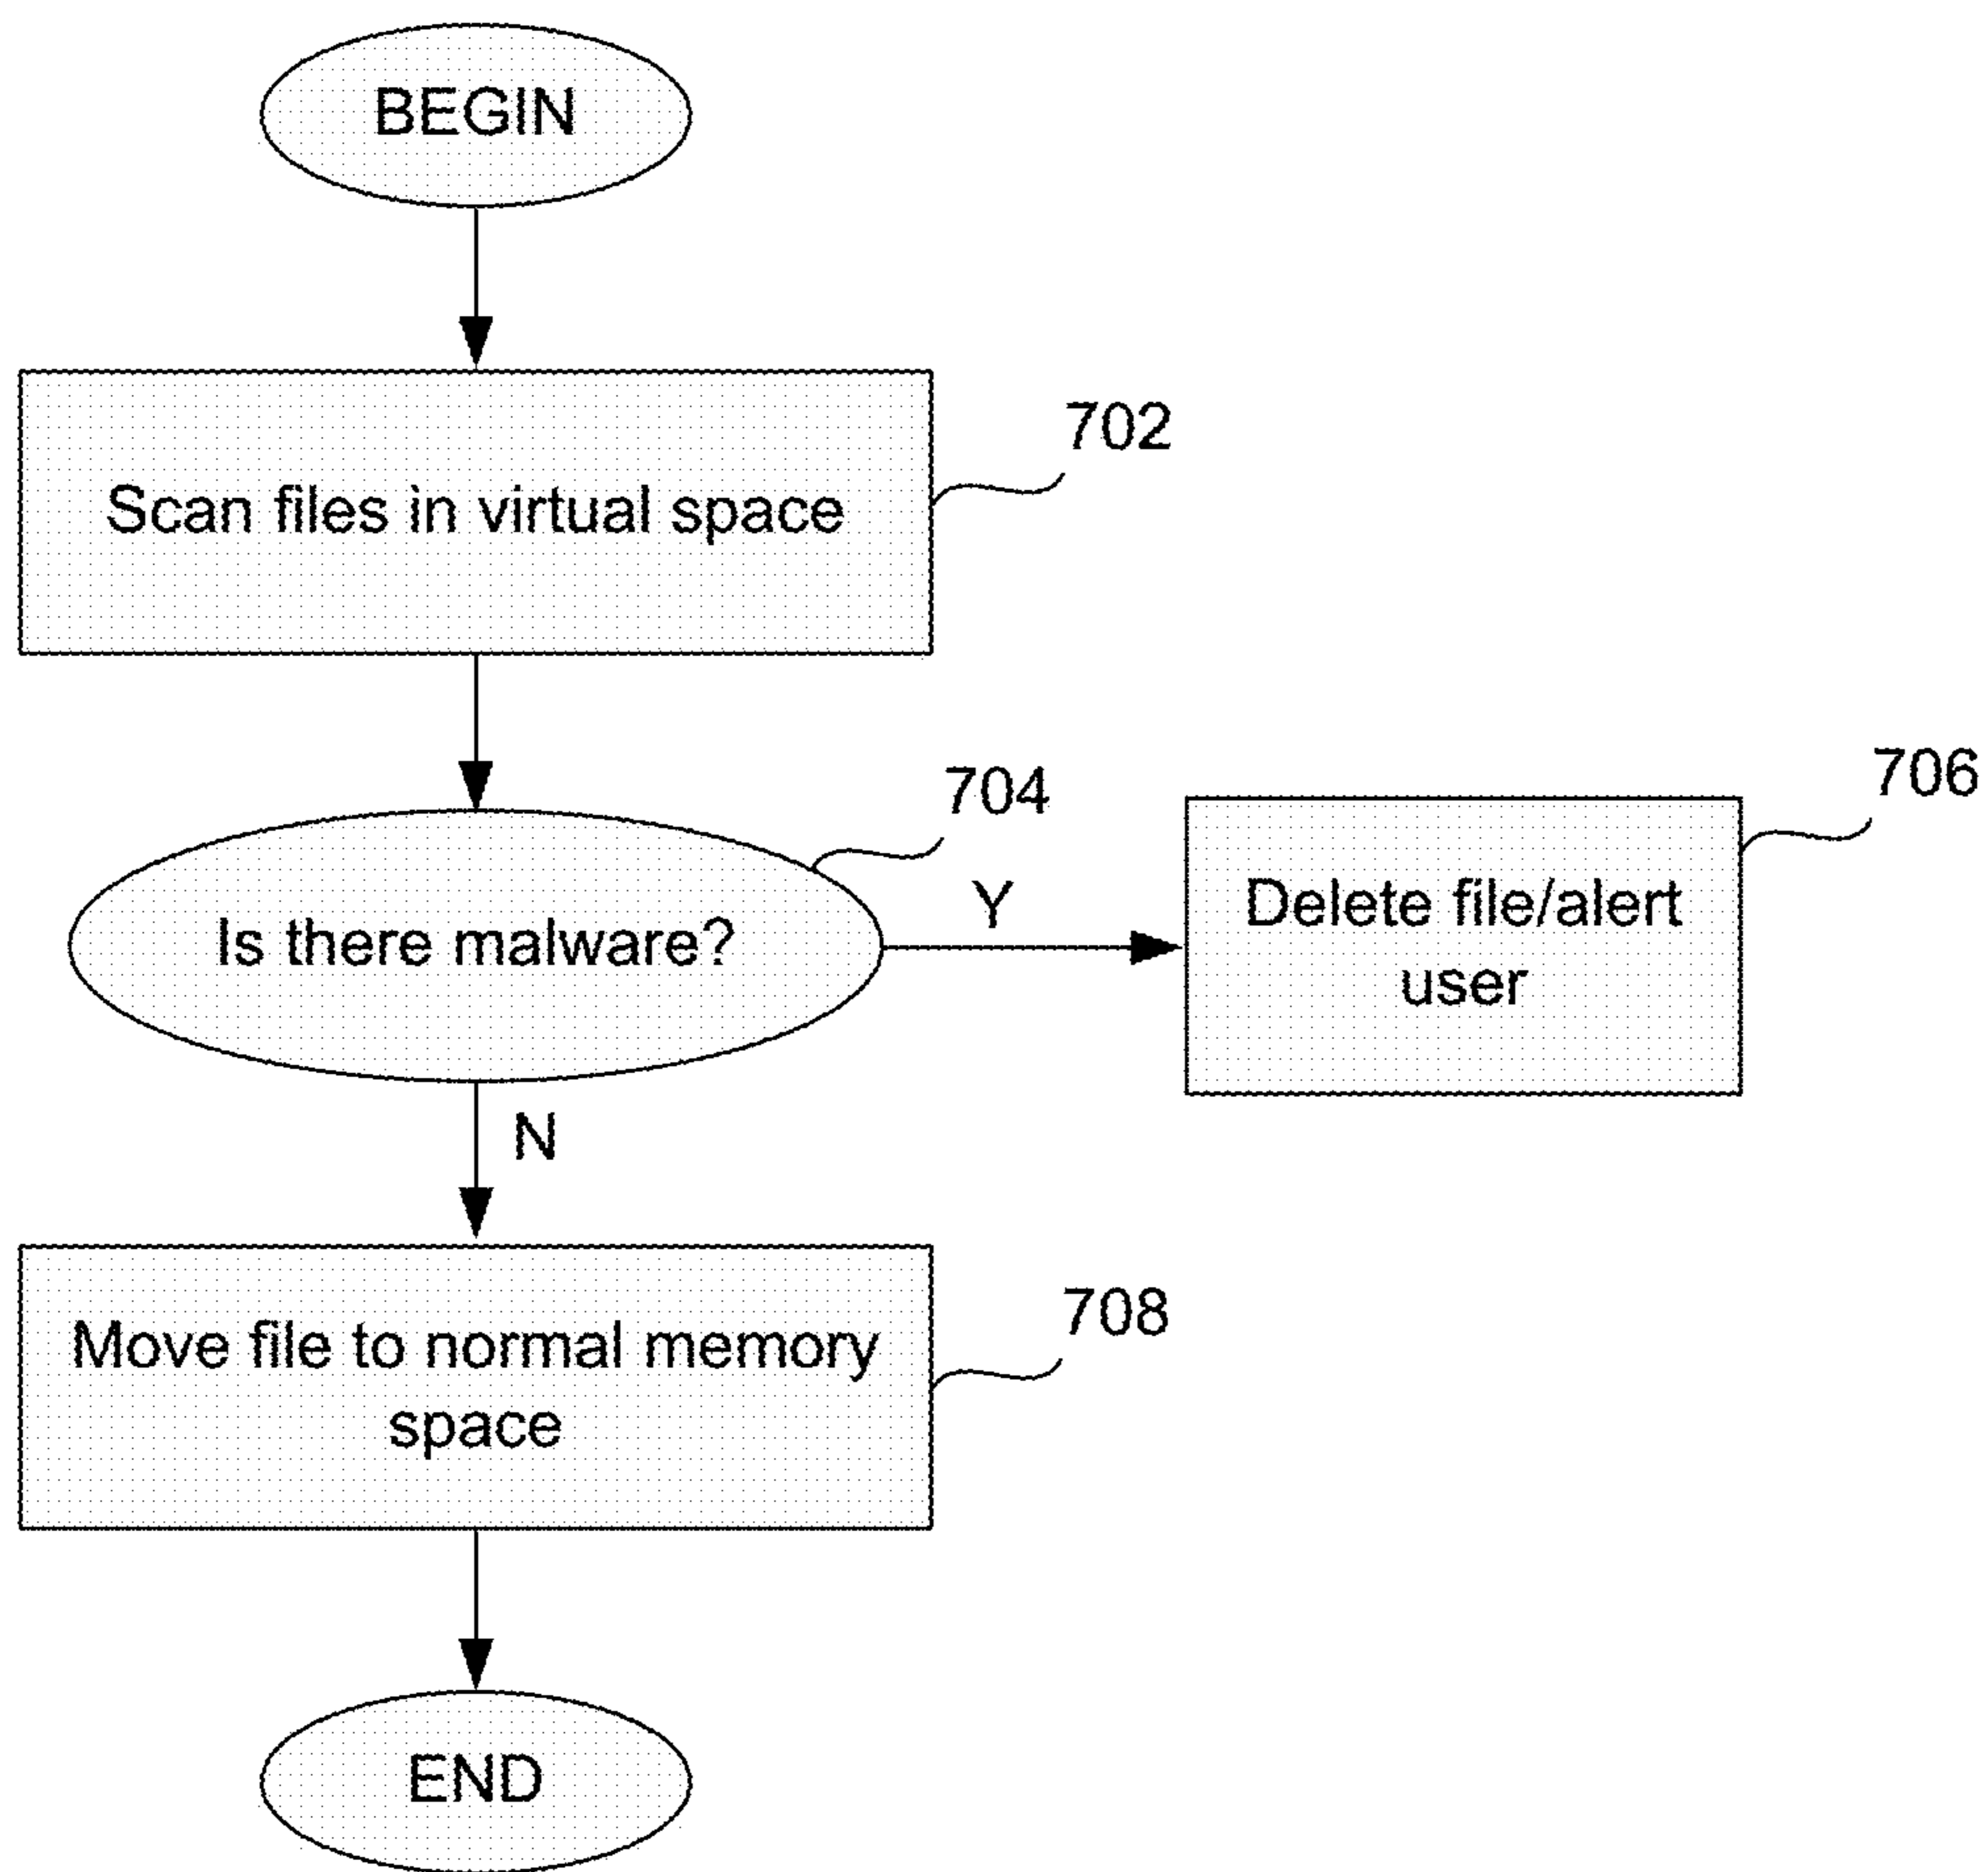 BEGIN
702
Scan files in virtual space
704
706
Is there malware?
Y
Delete file/alert
user
N
708
Move file to normal memory
space
END